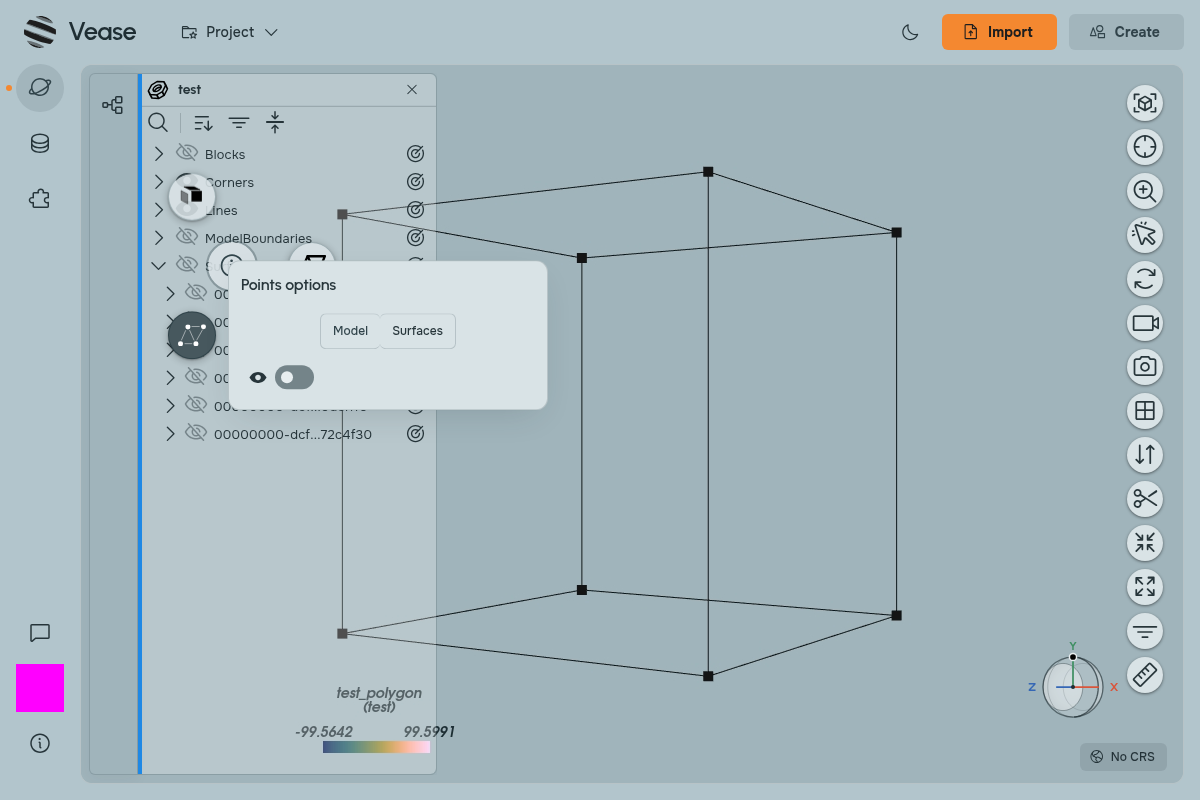 Vease
Project
Import
Create
test
Blocks
Corners
Lines
ModelBoundaries
Points options
Model
Surfaces
00000000-dcf...72c4f30
test_polygon
(test)
-99.5642
99.5991
Y
Z
X
No CRS